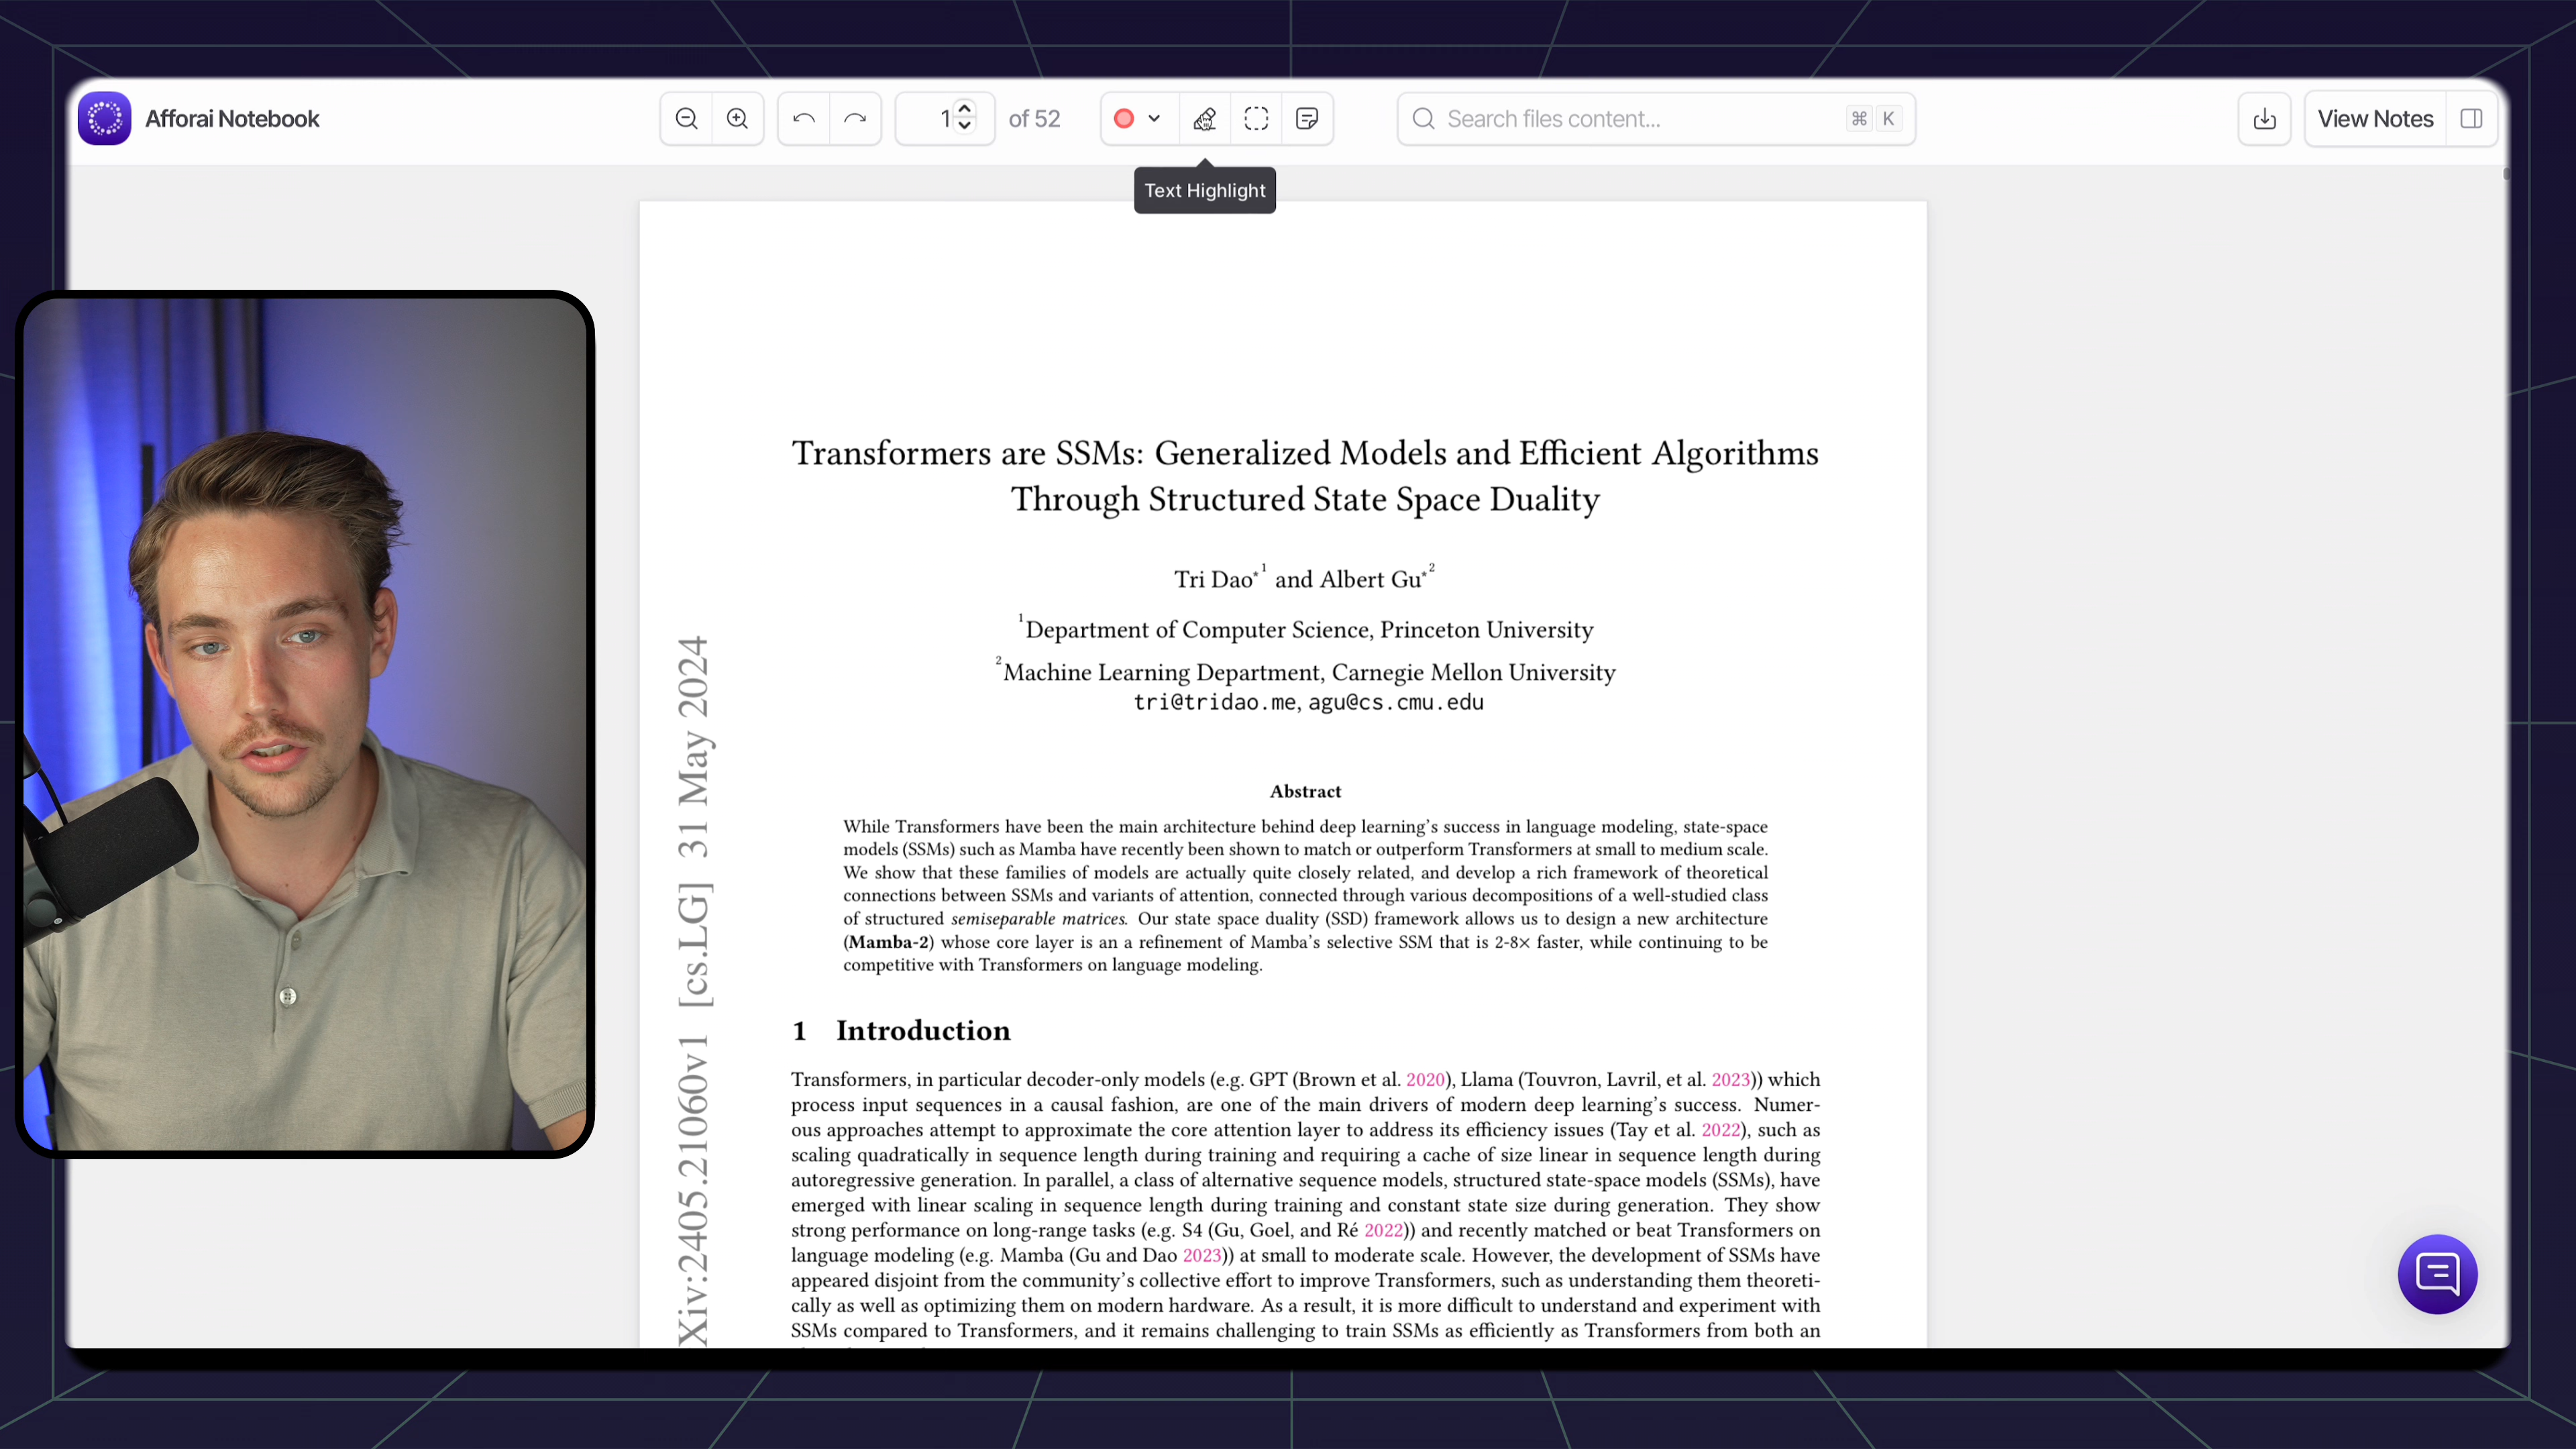 Afforai Notebook
1
of 52
Search files content...
⌘ K
View Notes
Text Highlight
Transformers are SSMs: Generalized Models and Efficient Algorithms
Through Structured State Space Duality
Tri Dao*1 and Albert Gu*2
1Department of Computer Science, Princeton University
2Machine Learning Department, Carnegie Mellon University
tri@tridao.me, agu@cs.cmu.edu
Xiv:2405.21060v1 [cs.LG] 31 May 2024
Abstract
While Transformers have been the main architecture behind deep learning's success in language modeling, state-space
models (SSMs) such as Mamba have recently been shown to match or outperform Transformers at small to medium scale.
We show that these families of models are actually quite closely related, and develop a rich framework of theoretical
connections between SSMs and variants of attention, connected through various decompositions of a well-studied class
of structured semiseparable matrices. Our state space duality (SSD) framework allows us to design a new architecture
(Mamba-2) whose core layer is an a refinement of Mamba's selective SSM that is 2-8× faster, while continuing to be
competitive with Transformers on language modeling.
1 Introduction
Transformers, in particular decoder-only models (e.g. GPT (Brown et al. 2020), Llama (Touvron, Lavril, et al. 2023)) which
process input sequences in a causal fashion, are one of the main drivers of modern deep learning's success. Numer-
ous approaches attempt to approximate the core attention layer to address its efficiency issues (Tay et al. 2022), such as
scaling quadratically in sequence length during training and requiring a cache of size linear in sequence length during
autoregressive generation. In parallel, a class of alternative sequence models, structured state-space models (SSMs), have
emerged with linear scaling in sequence length during training and constant state size during generation. They show
strong performance on long-range tasks (e.g. S4 (Gu, Goel, and Ré 2022)) and recently matched or beat Transformers on
language modeling (e.g. Mamba (Gu and Dao 2023)) at small to moderate scale. However, the development of SSMs have
appeared disjoint from the community's collective effort to improve Transformers, such as understanding them theoreti-
cally as well as optimizing them on modern hardware. As a result, it is more difficult to understand and experiment with
SSMs compared to Transformers, and it remains challenging to train SSMs as efficiently as Transformers from both an